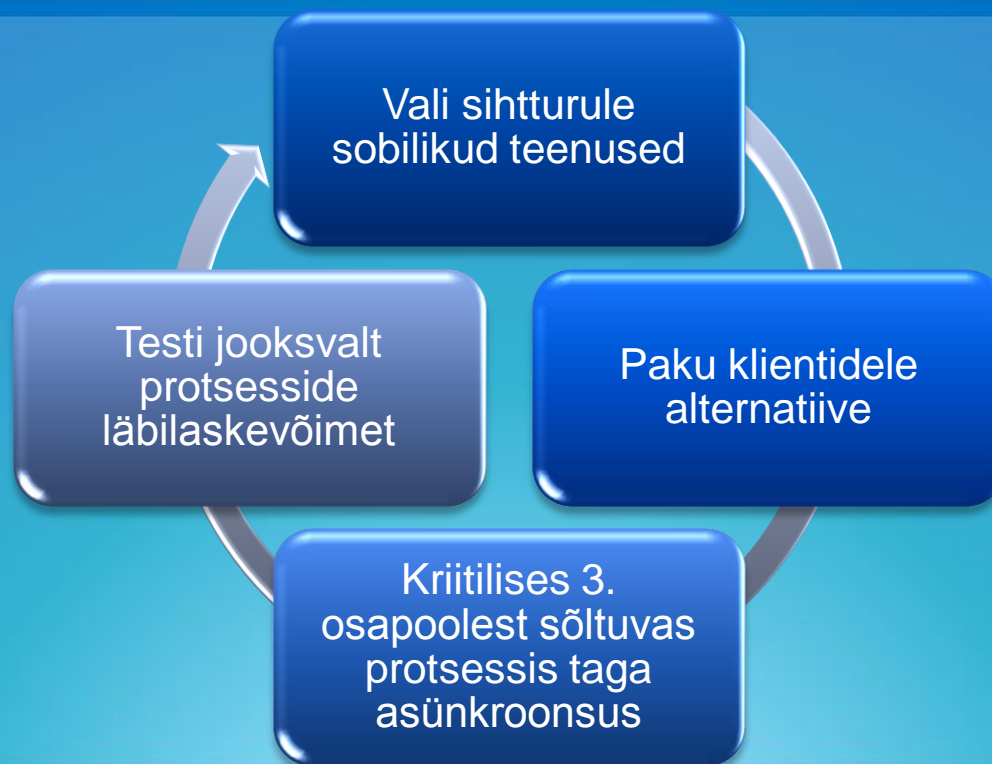 Vali sihtturule
sobilikud teenused
Paku klientidele
alternatiive
Kriitilises 3.
osapoolest sõltuvas
protsessis taga
asünkroonsus
Testi jooksvalt
protsesside
läbilaskevõimet